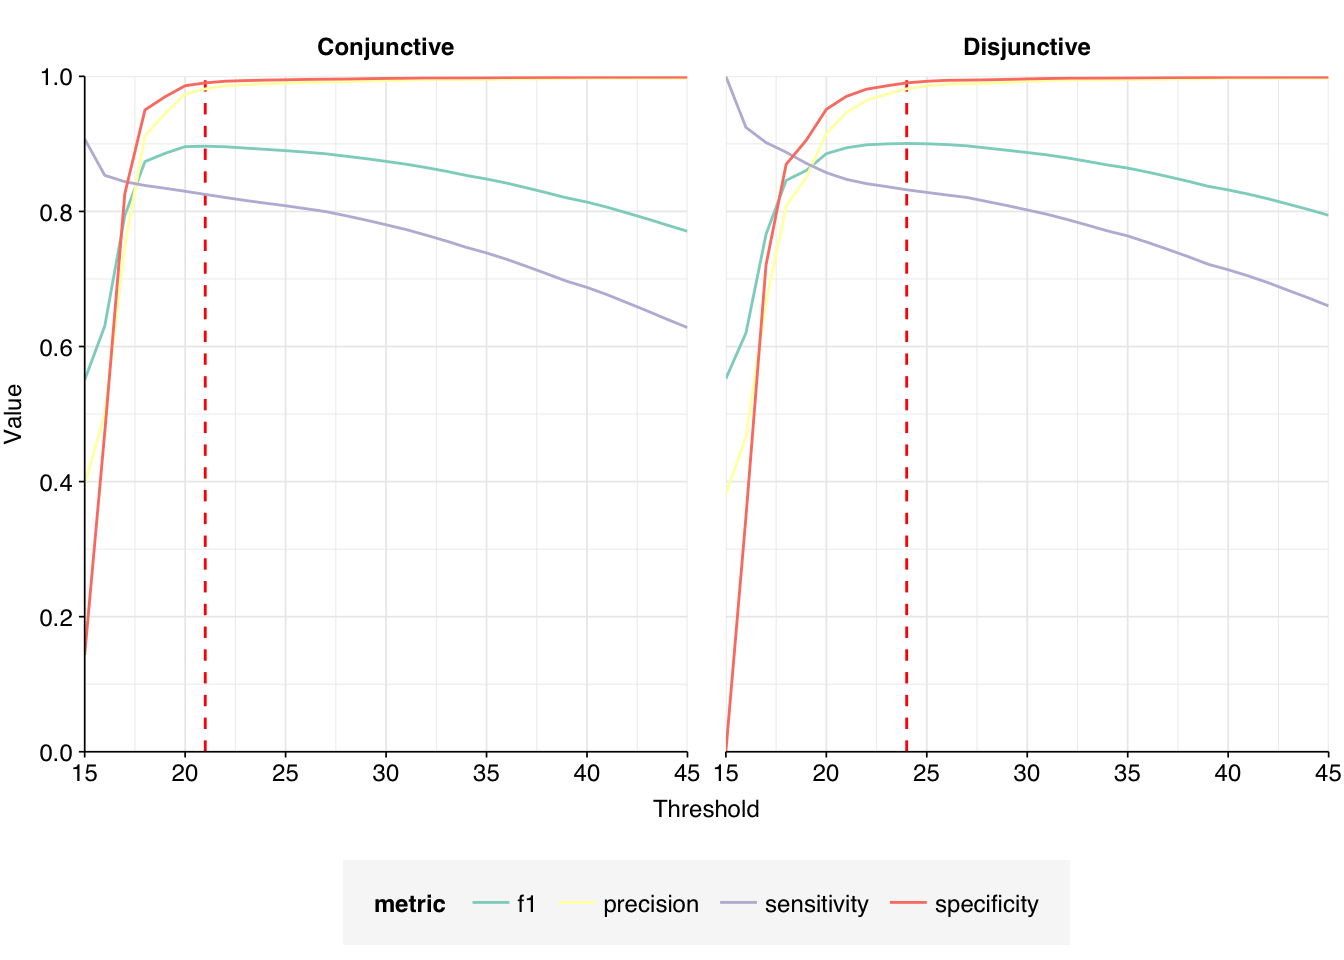 Conjunctive Disjunctive
1.0
0.8
0.6
0.4
0.2
0.0
Value
15 20 25 30 35 40 45 15 20 25 30 35 40 45
Threshold
metric f1 precision sensitivity specificity